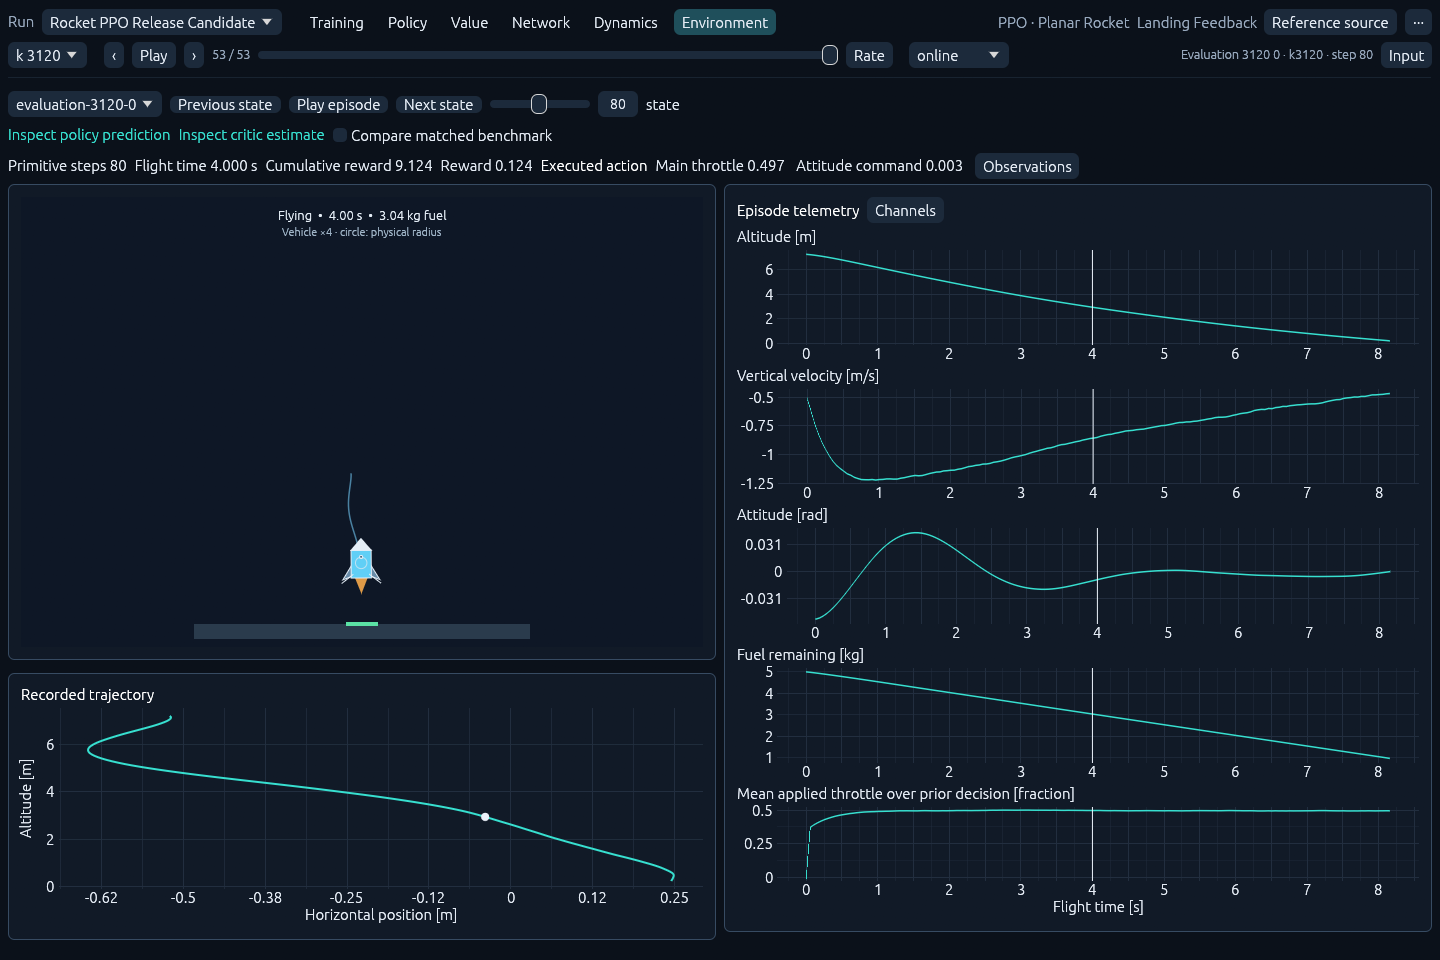 Run Rocket PPO Release Candidate Training Policy Value Network Dynamics Environment PPO · Planar Rocket Landing Feedback Reference source ...
k 3120 ‹ Play › 53 / 53 Rate online Evaluation 3120 0 · k3120 · step 80 Input
evaluation-3120-0 Previous state Play episode Next state 80 state
Inspect policy prediction Inspect critic estimate Compare matched benchmark
Primitive steps 80 Flight time 4.000 s Cumulative reward 9.124 Reward 0.124 Executed action Main throttle 0.497 Attitude command 0.003 Observations
Flying • 4.00 s • 3.04 kg fuel
Vehicle ×4 · circle: physical radius
Recorded trajectory
Altitude [m]
6
4
2
0
-0.62 -0.5 -0.38 -0.25 -0.12 0 0.12 0.25
Horizontal position [m]
Episode telemetry Channels
Altitude [m]
6
4
2
0
0 1 2 3 4 5 6 7 8
Vertical velocity [m/s]
-0.5
-0.75
-1
-1.25
0 1 2 3 4 5 6 7 8
Attitude [rad]
0.031
0
-0.031
0 1 2 3 4 5 6 7 8
Fuel remaining [kg]
5
4
3
2
1
0 1 2 3 4 5 6 7 8
Mean applied throttle over prior decision [fraction]
0.5
0.25
0
0 1 2 3 4 5 6 7 8
Flight time [s]